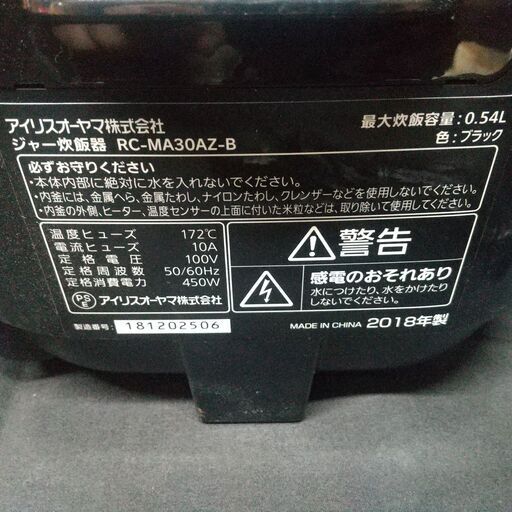 アイリスオーヤマ株式会社
ジャー炊飯器 RC-MA30AZ-B
最大炊飯容量:0.54L
色:ブラック
必ずお守りください
・本体内部に絶対に水を入れないでください。
・内釜には、金属へら、金属たわし、ナイロンたわし、クレンザーなどを使用しないでください。
・内釜の外側、ヒーター、温度センサーの上面に付いた米粒などは、取り除いて使用してください。
温度ヒューズ 172℃
電流ヒューズ 10A
定格電圧 100V
定格周波数 50/60Hz
定格消費電力 450W
PSE アイリスオーヤマ株式会社
製造番号: 181202506
警告
感電のおそれあり
水につけたり、水をかけたり
しないでください。
MADE IN CHINA 2018年製